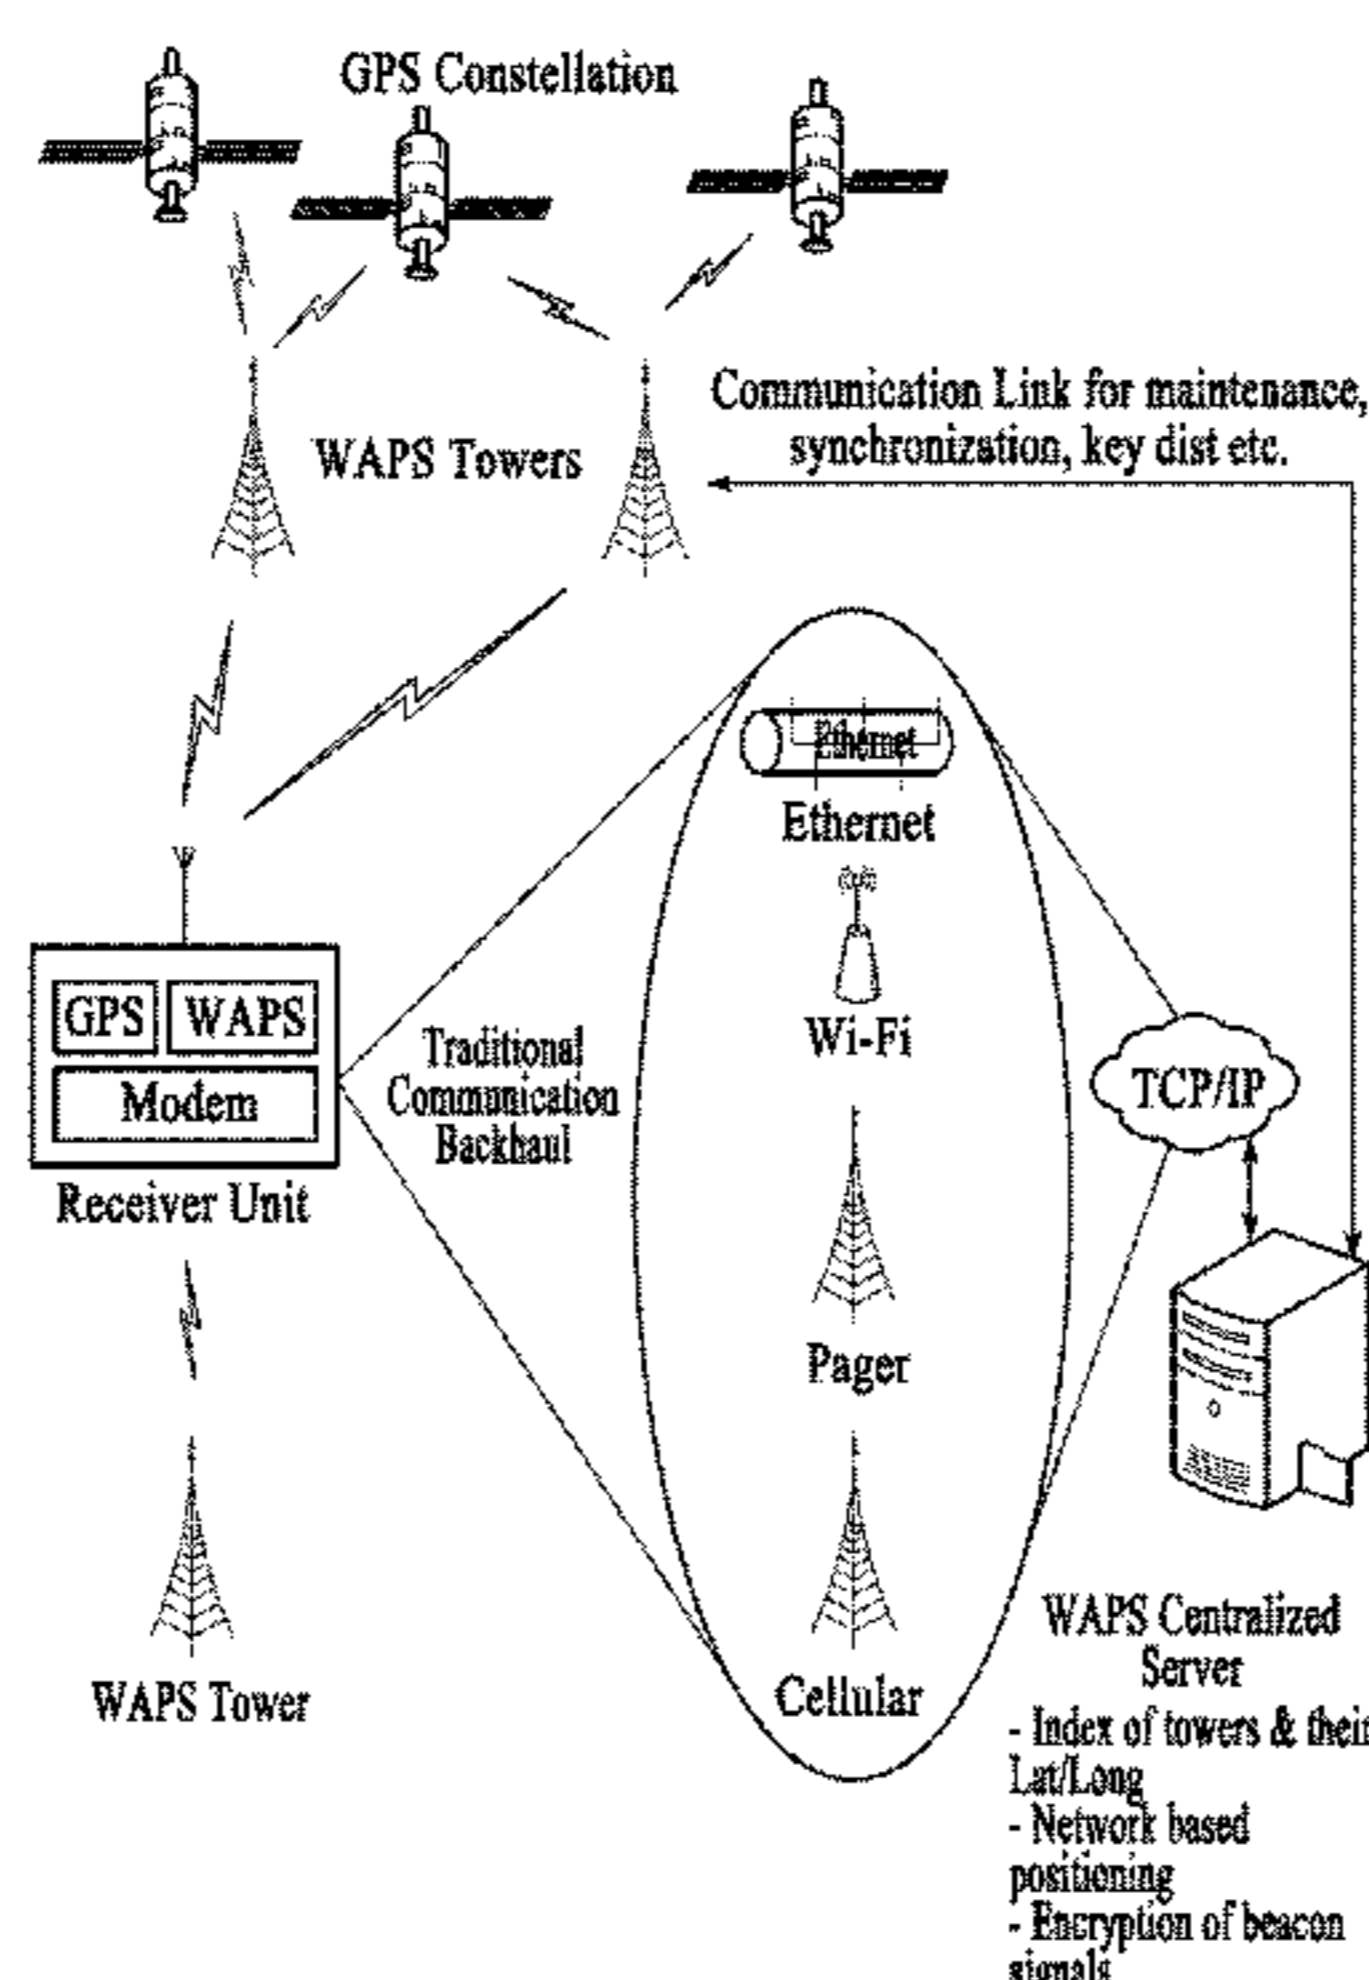 GPS Constellation
WAPS Towers
Communication Link for maintenance,
synchronization, key dist etc.
Ethernet
Ethernet
Wi-Fi
GPS
WAPS
Modem
Receiver Unit
Traditional
Communication
Backhaul
TCP/IP
Pager
Cellular
WAPS Tower
WAPS Centralized
Server
- Index of towers & their
Lat/Long
- Network based
positioning
- Encryption of beacon
signals